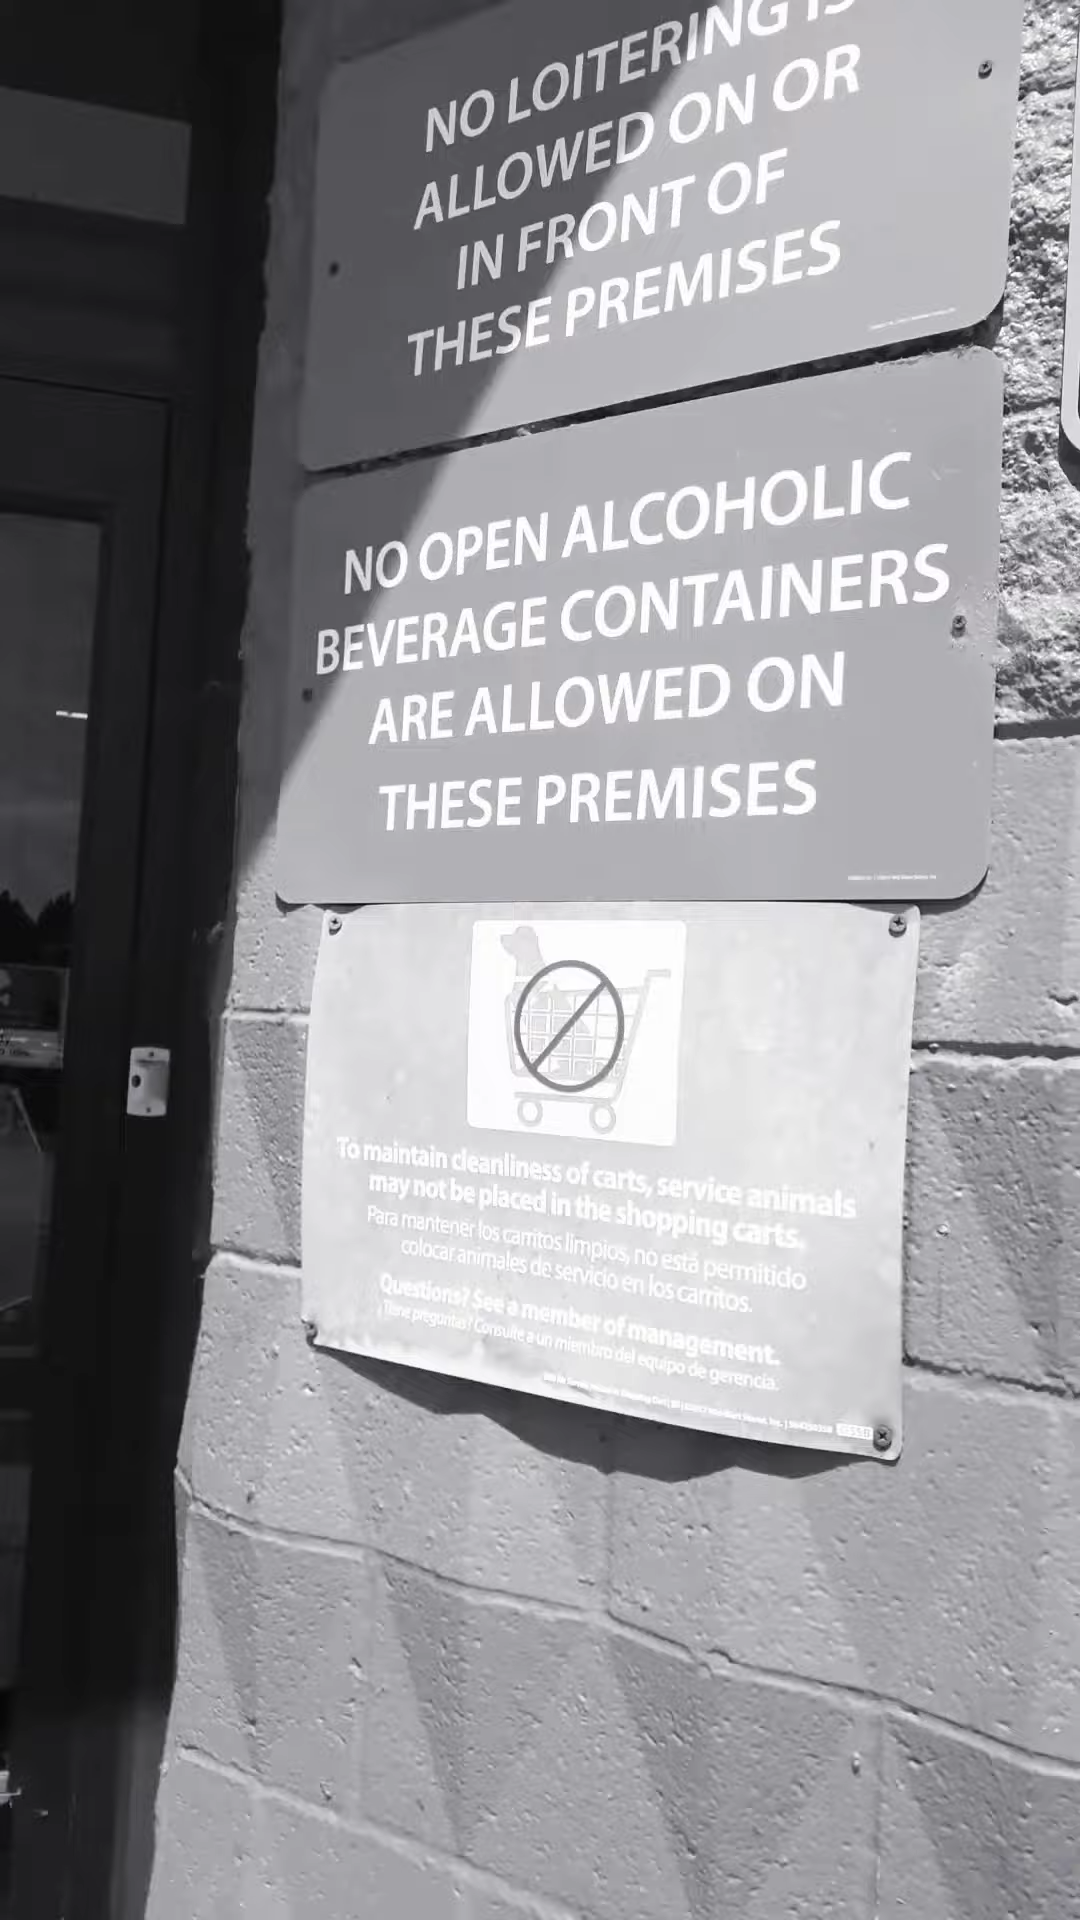 NO LOITERING IS
ALLOWED ON OR
IN FRONT OF
THESE PREMISES
NO OPEN ALCOHOLIC
BEVERAGE CONTAINERS
ARE ALLOWED ON
THESE PREMISES
To maintain cleanliness of carts, service animals
may not be placed in the shopping carts.
Para mantener los carritos limpios, no está permitido
colocar animales de servicio en los carritos.
Questions? See a member of management.
¿Tiene preguntas? Consulte a un miembro del equipo de gerencia.